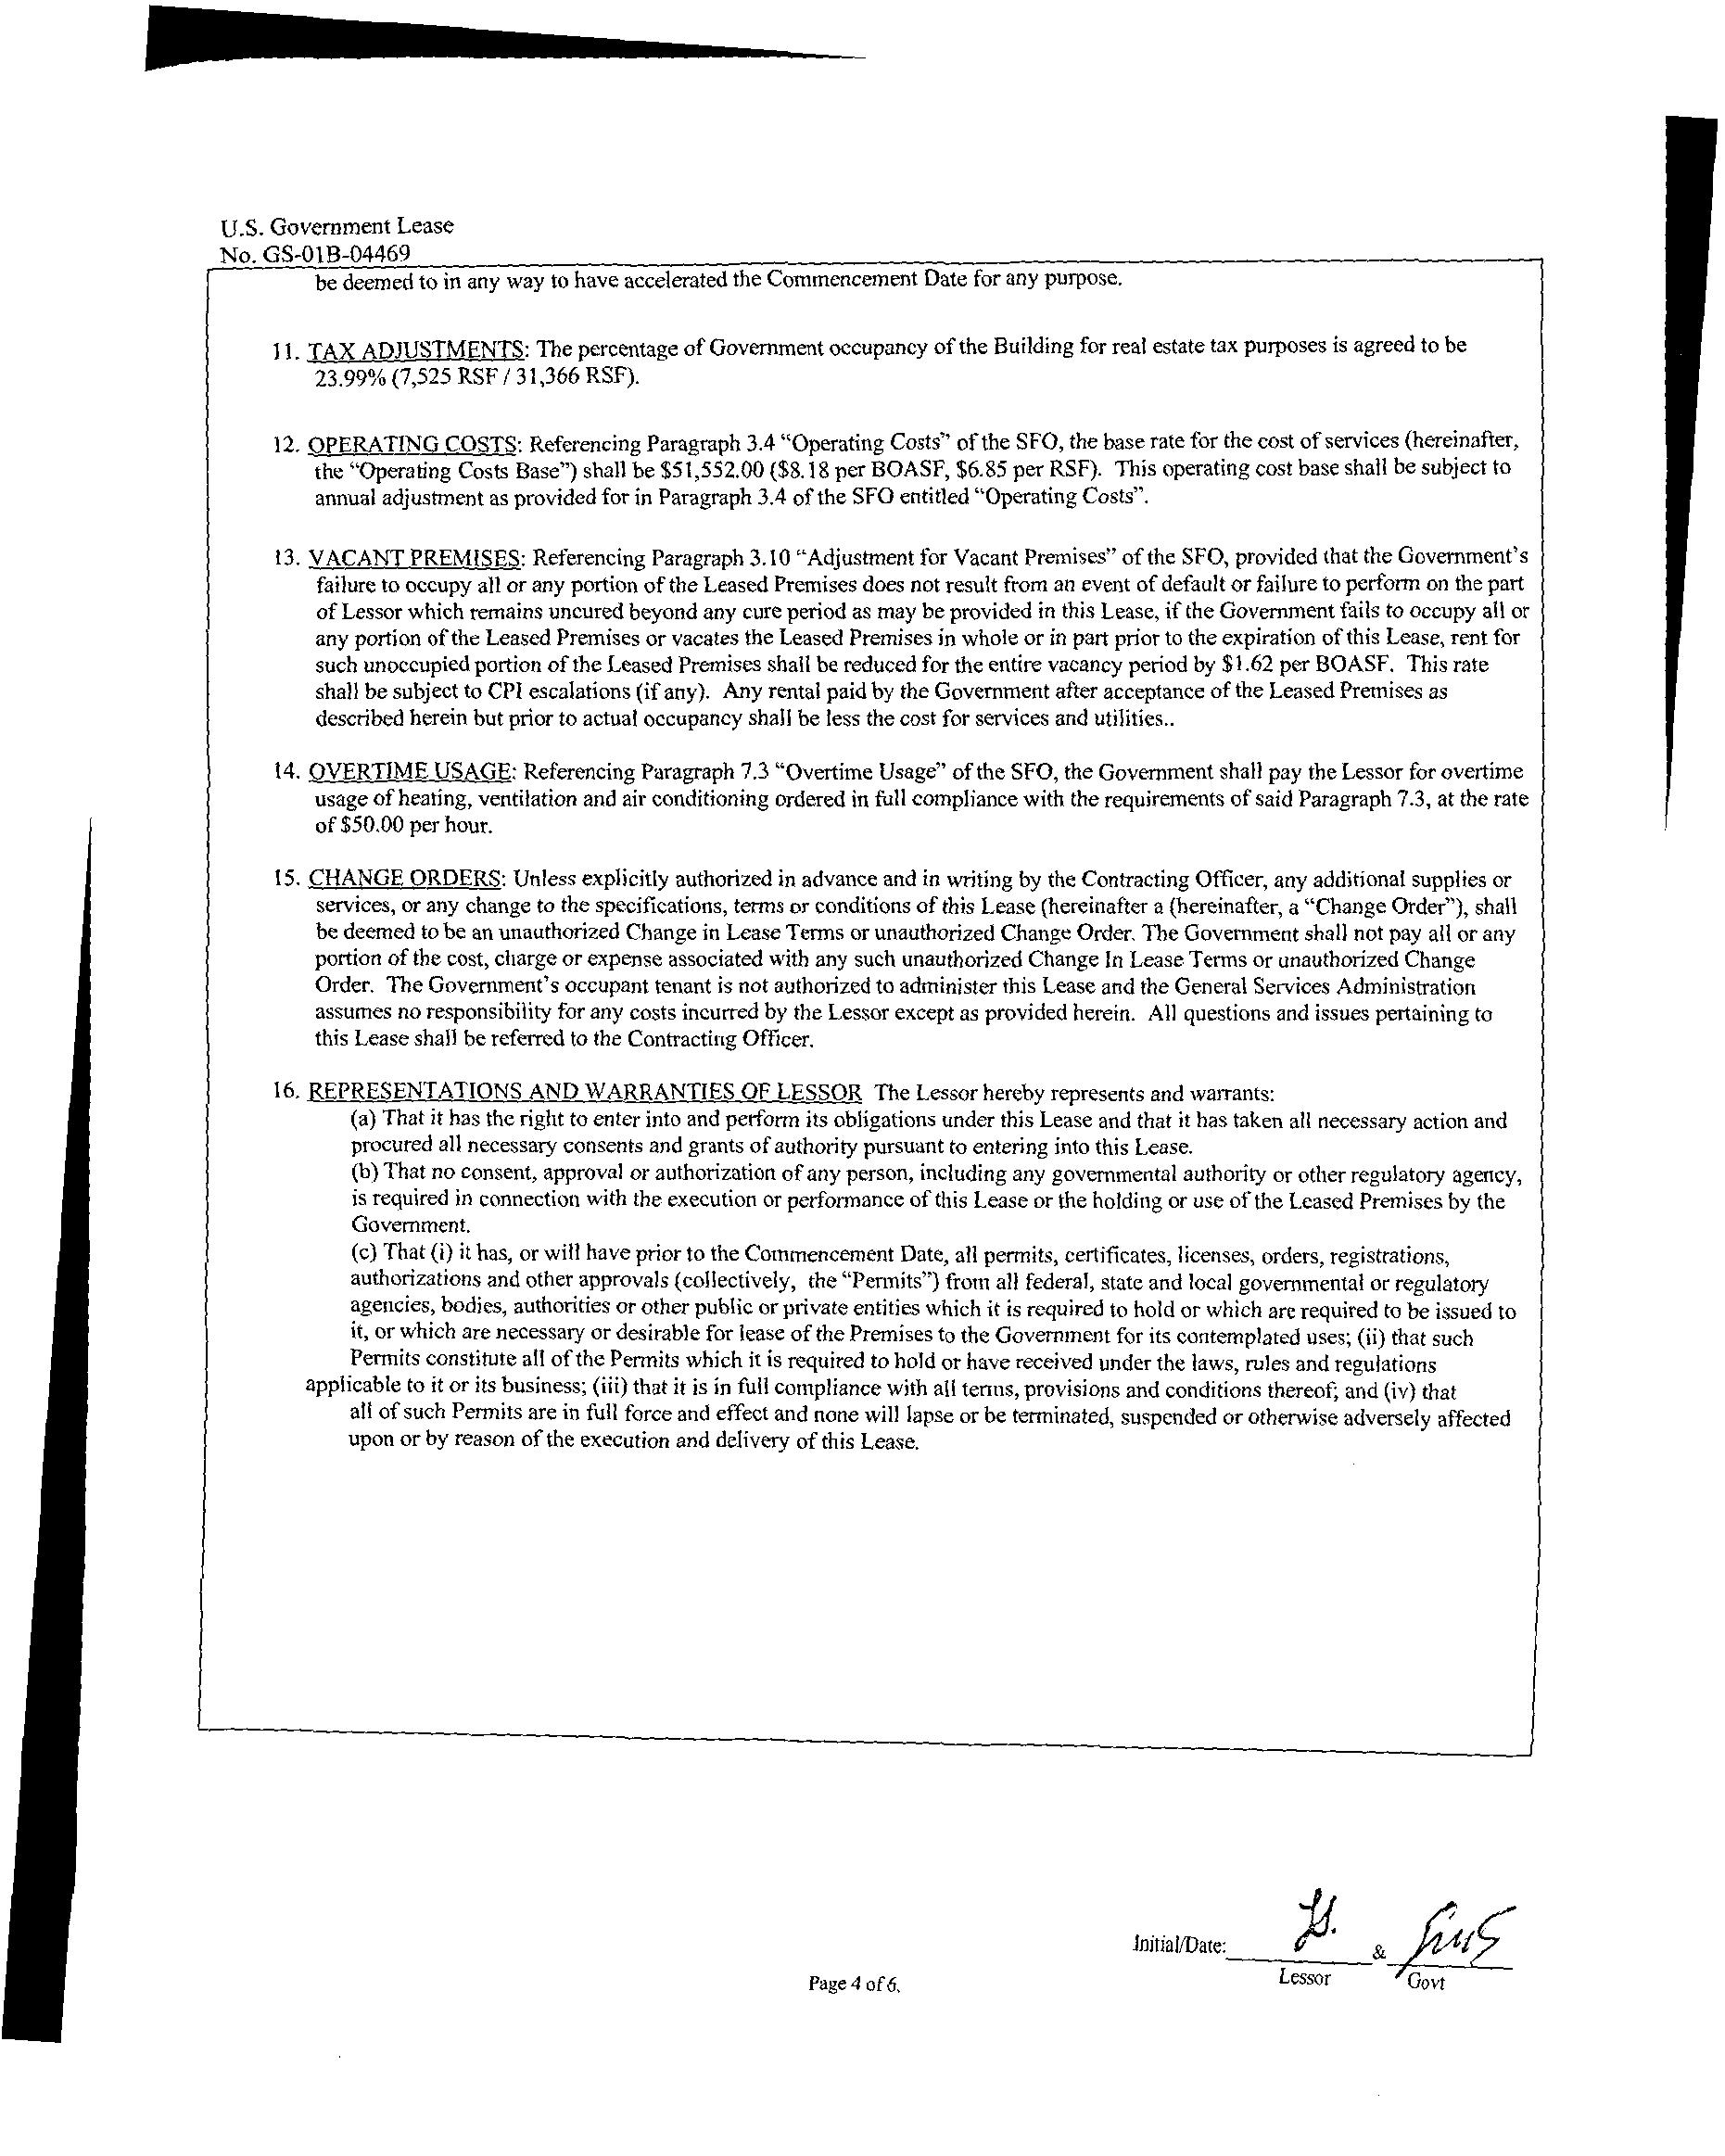 U.S. Government Lease
No. GS-01B-04469
be deemed to in any way to have accelerated the Commencement Date for any purpose.
11. TAX ADJUSTMENTS: The percentage of Government occupancy of the Building for real estate tax purposes is agreed to be
23.99% (7,525 RSF / 31,366 RSF).
12. OPERATING COSTS: Referencing Paragraph 3.4 “Operating Costs” of the SFO, the base rate for the cost of services (hereinafter,
the “Operating Costs Base”) shall be $51,552.00 ($8.18 per BOASF, $6.85 per RSF). This operating cost base shall be subject to
annual adjustment as provided for in Paragraph 3.4 of the SFO entitled “Operating Costs”.
13. VACANT PREMISES: Referencing Paragraph 3.10 “Adjustment for Vacant Premises” of the SFO, provided that the Government’s
failure to occupy all or any portion of the Leased Premises does not result from an event of default or failure to perform on the part
of Lessor which remains uncured beyond any cure period as may be provided in this Lease, if the Government fails to occupy all or
any portion of the Leased Premises or vacates the Leased Premises in whole or in part prior to the expiration of this Lease, rent for
such unoccupied portion of the Leased Premises shall be reduced for the entire vacancy period by $1.62 per BOASF. This rate
shall be subject to CPI escalations (if any). Any rental paid by the Government after acceptance of the Leased Premises as
described herein but prior to actual occupancy shall be less the cost for services and utilities..
14. OVERTIME USAGE: Referencing Paragraph 7.3 “Overtime Usage” of the SFO, the Government shall pay the Lessor for overtime
usage of heating, ventilation and air conditioning ordered in full compliance with the requirements of said Paragraph 7.3, at the rate
of $50.00 per hour.
15. CHANGE ORDERS: Unless explicitly authorized in advance and in writing by the Contracting Officer, any additional supplies or
services, or any change to the specifications, terms or conditions of this Lease (hereinafter a (hereinafter, a “Change Order”), shall
be deemed to be an unauthorized Change in Lease Terms or unauthorized Change Order. The Government shall not pay all or any
portion of the cost, charge or expense associated with any such unauthorized Change In Lease Terms or unauthorized Change
Order. The Government’s occupant tenant is not authorized to administer this Lease and the General Services Administration
assumes no responsibility for any costs incurred by the Lessor except as provided herein. All questions and issues pertaining to
this Lease shall be referred to the Contracting Officer.
16. REPRESENTATIONS AND WARRANTIES OF LESSOR The Lessor hereby represents and warrants:
(a) That it has the right to enter into and perform its obligations under this Lease and that it has taken all necessary action and
procured all necessary consents and grants of authority pursuant to entering into this Lease.
(b) That no consent, approval or authorization of any person, including any governmental authority or other regulatory agency,
is required in connection with the execution or performance of this Lease or the holding or use of the Leased Premises by the
Government.
(c) That (i) it has, or will have prior to the Commencement Date, all permits, certificates, licenses, orders, registrations,
authorizations and other approvals (collectively, the “Permits”) from all federal, state and local governmental or regulatory
agencies, bodies, authorities or other public or private entities which it is required to hold or which are required to be issued to
it, or which are necessary or desirable for lease of the Premises to the Government for its contemplated uses; (ii) that such
Permits constitute all of the Permits which it is required to hold or have received under the laws, rules and regulations
applicable to it or its business; (iii) that it is in full compliance with all terms, provisions and conditions thereof; and (iv) that
all of such Permits are in full force and effect and none will lapse or be terminated, suspended or otherwise adversely affected
upon or by reason of the execution and delivery of this Lease.
Initial/Date: &
Lessor Govt
Page 4 of 6.